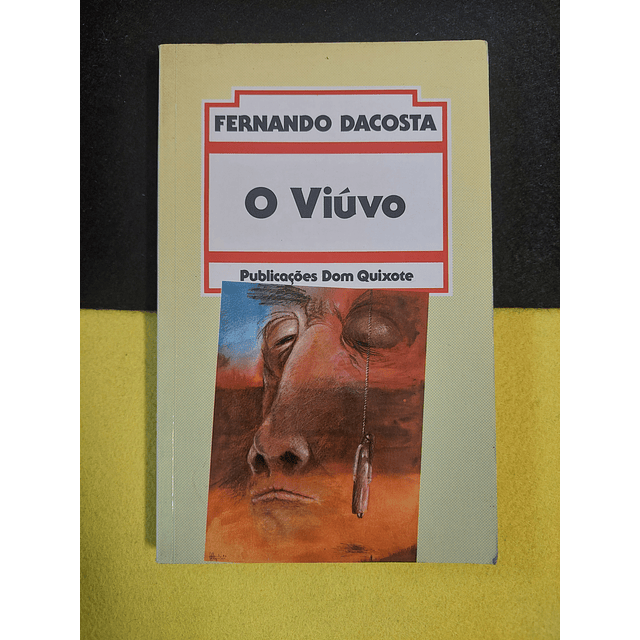 FERNANDO DACOSTA
O Viúvo
Publicações Dom Quixote